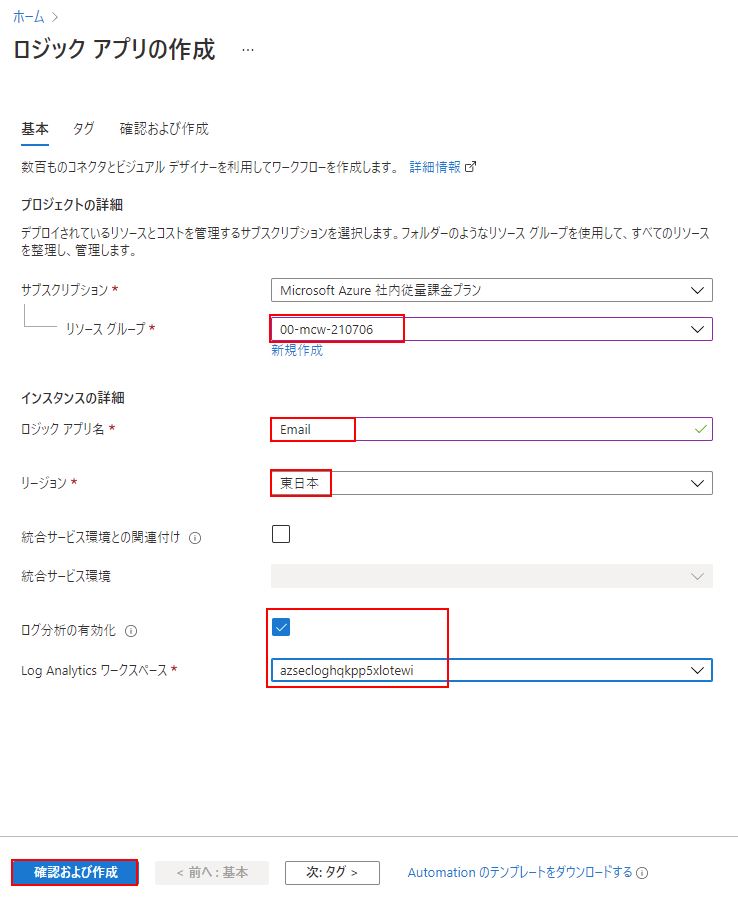 ホーム >
ロジック アプリの作成 …
基本 タグ 確認および作成
数百ものコネクタとビジュアル デザイナーを利用してワークフローを作成します。 詳細情報
プロジェクトの詳細
デプロイされているリソースとコストを管理するサブスクリプションを選択します。フォルダーのようなリソース グループを使用して、すべてのリソース
を整理し、管理します。
サブスクリプション * Microsoft Azure 社内従量課金プラン
リソース グループ * 00-mcw-210706
新規作成
インスタンスの詳細
ロジック アプリ名 * Email
リージョン * 東日本
統合サービス環境との関連付け
統合サービス環境
ログ分析の有効化
Log Analytics ワークスペース * azsecloghqkpp5xlotewi
確認および作成 < 前へ : 基本 次: タグ > Automation のテンプレートをダウンロードする